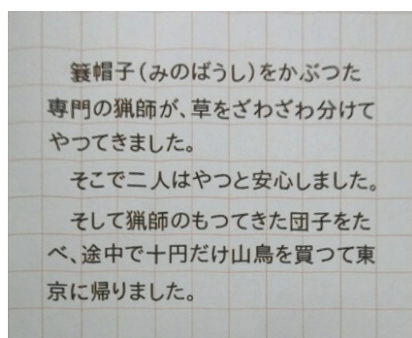 簑帽子(みのばうし)をかぶつた
専門の猟師が、草をざわざわ分けて
やつてきました。
そこで二人はやつと安心しました。
そして猟師のもつてきた団子をた
べ、途中で十円だけ山鳥を買つて東
京に帰りました。